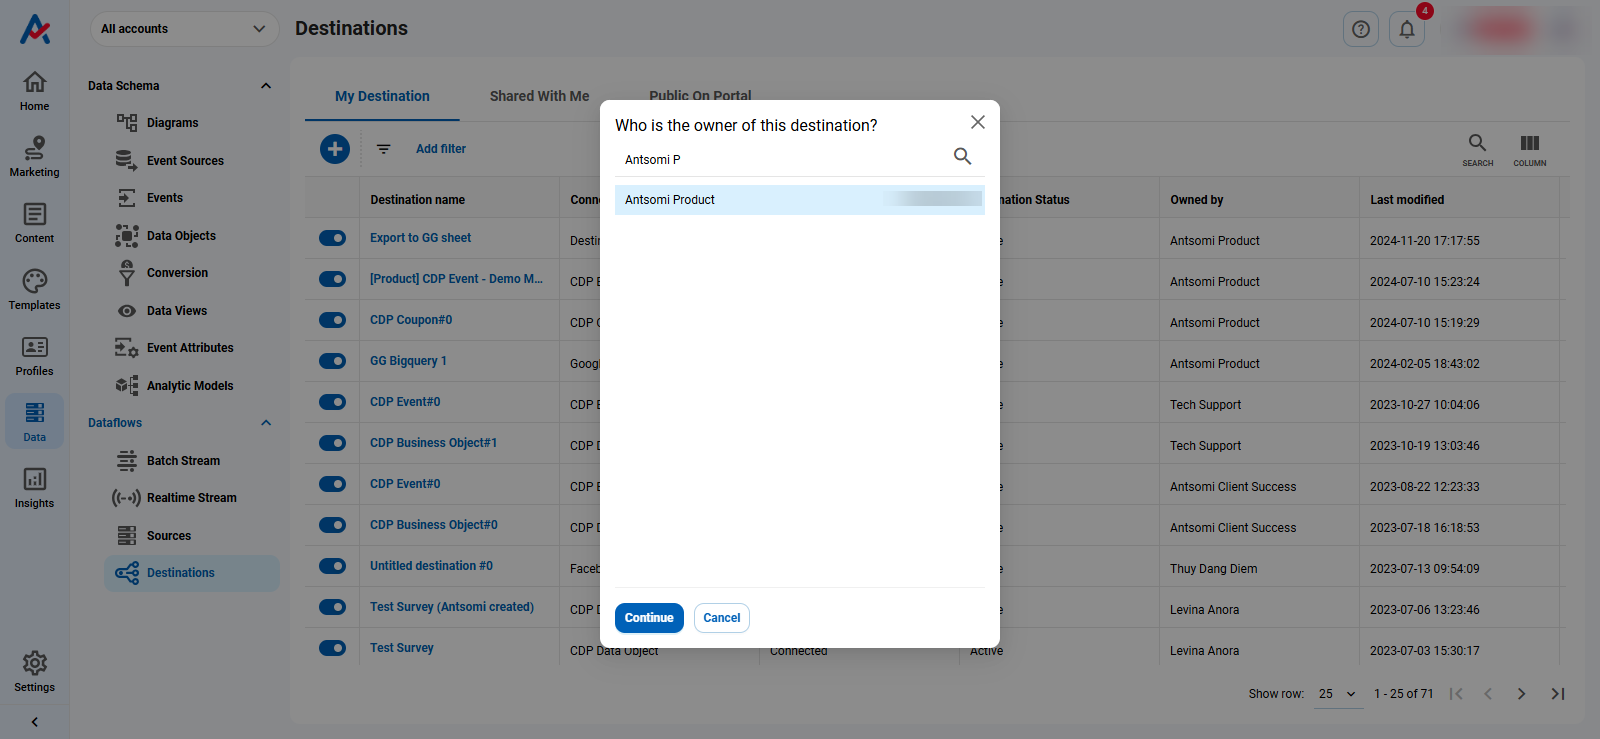 All accounts
Destinations
4
Home
Marketing
Content
Templates
Profiles
Data
Insights
Settings
Data Schema
Diagrams
Event Sources
Events
Data Objects
Conversion
Data Views
Event Attributes
Analytic Models
Dataflows
Batch Stream
Realtime Stream
Sources
Destinations
My Destination Shared With Me Public On Portal
Add filter
SEARCH COLUMN
Who is the owner of this destination?
Antsomi P
Antsomi Product
Continue Cancel
Destination name Conn nation Status Owned by Last modified
Export to GG sheet Destin e Antsomi Product 2024-11-20 17:17:55
[Product] CDP Event - Demo M... CDP E e Antsomi Product 2024-07-10 15:23:24
CDP Coupon#0 CDP C e Antsomi Product 2024-07-10 15:19:29
GG Bigquery 1 Googl e Antsomi Product 2024-02-05 18:43:02
CDP Event#0 CDP E e Tech Support 2023-10-27 10:04:06
CDP Business Object#1 CDP D e Tech Support 2023-10-19 13:03:46
CDP Event#0 CDP E e Antsomi Client Success 2023-08-22 12:23:33
CDP Business Object#0 CDP D e Antsomi Client Success 2023-07-18 16:18:53
Untitled destination #0 Faceb e Thuy Dang Diem 2023-07-13 09:54:09
Test Survey (Antsomi created) CDP D e Levina Anora 2023-07-06 13:23:46
Test Survey CDP Data Object Connected Active Levina Anora 2023-07-03 15:30:17
Show row: 25 1 - 25 of 71